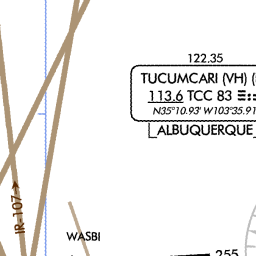 122.35
TUCUMCARI (VH) (
113.6 TCC 83
N35°10.93' W103°35.91
ALBUQUERQUE
IR-107
WASBI
255